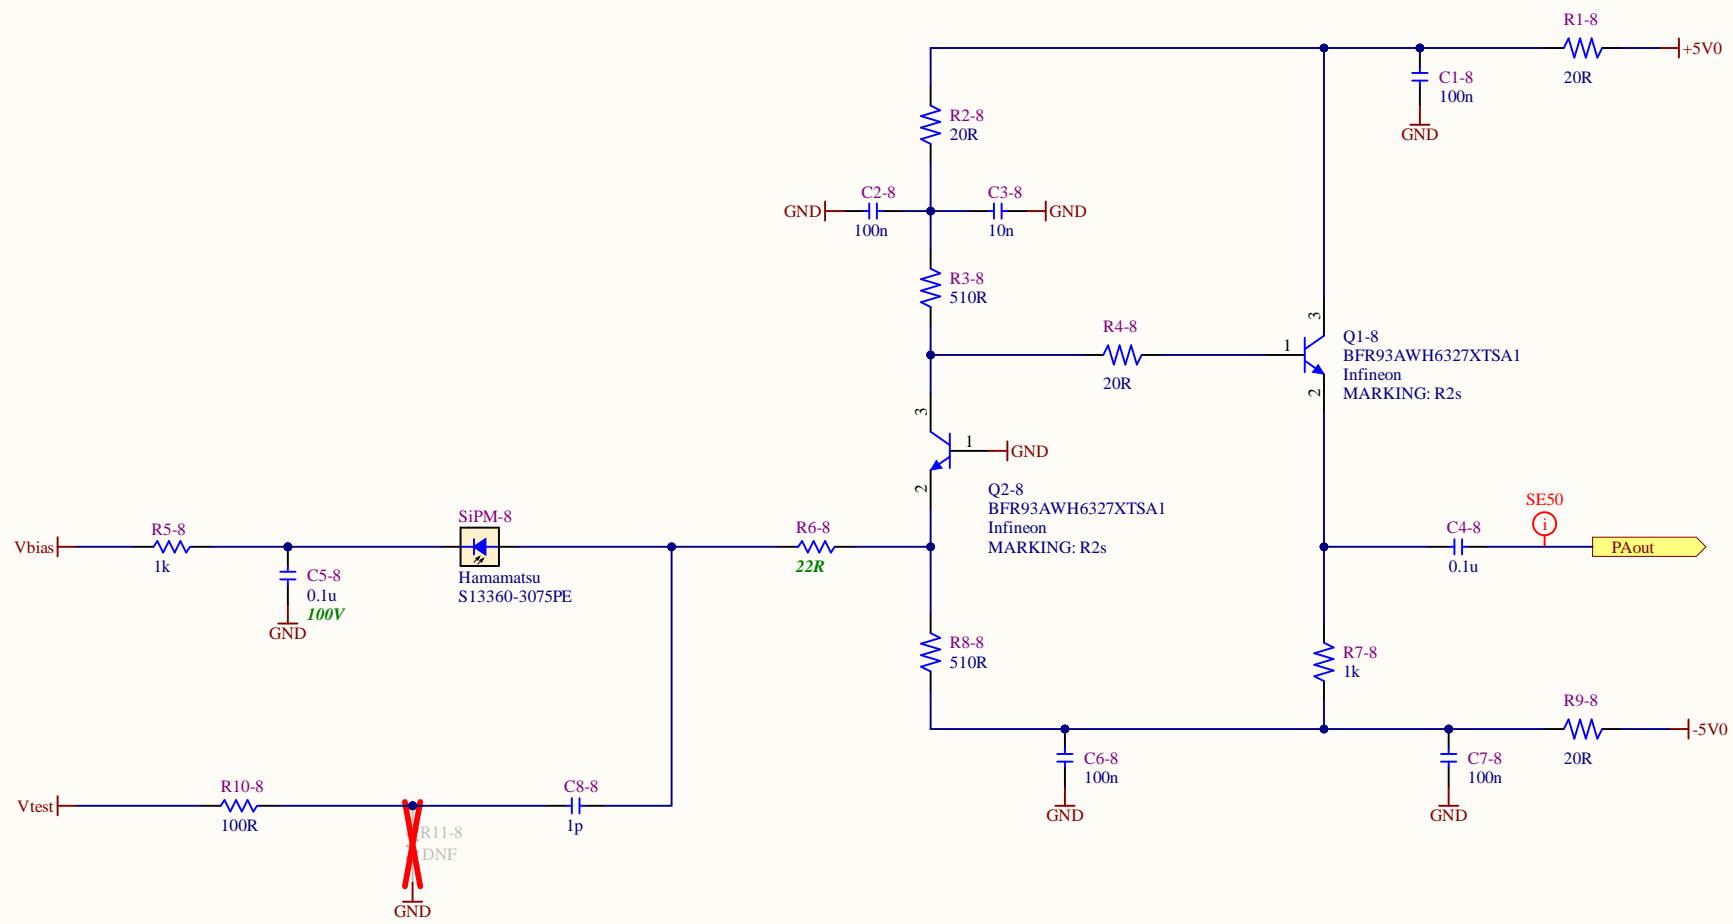 R1-8
+5V0
20R
C1-8
100n
GND
R2-8
20R
C2-8
C3-8
GND
GND
100n
10n
R3-8
510R
R4-8
20R
3
1
2
Q1-8
BFR93AWH6327XTSA1
Infineon
MARKING: R2s
3
1
GND
2
Q2-8
BFR93AWH6327XTSA1
Infineon
MARKING: R2s
Vbias
R5-8
1k
C5-8
0.1u
100V
GND
SiPM-8
Hamamatsu
S13360-3075PE
R6-8
22R
SE50
i
C4-8
0.1u
PAout
R8-8
510R
R7-8
1k
R9-8
-5V0
20R
C6-8
100n
GND
C7-8
100n
GND
Vtest
R10-8
100R
R11-8
DNF
GND
C8-8
1p